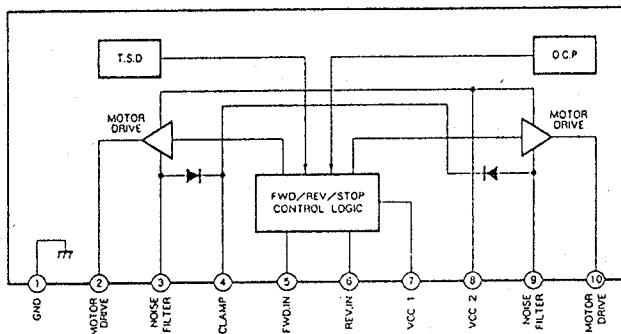 T.S.D
O.C.P
MOTOR
DRIVE
MOTOR
DRIVE
FWD/REV/STOP
CONTROL LOGIC
1
2
3
4
5
6
7
8
9
10
GND
MOTOR
DRIVE
NOISE
FILTER
CLAMP
FWD.IN
REV.IN
VCC 1
VCC 2
NOISE
FILTER
MOTOR
DRIVE